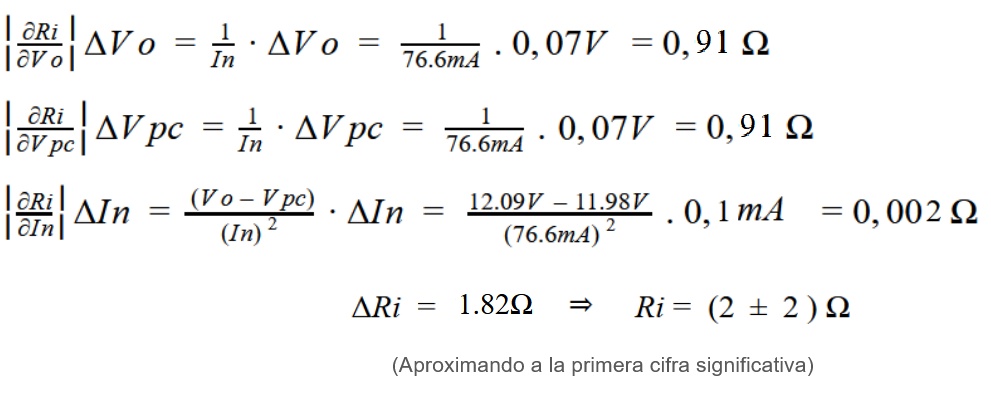 |∂Ri/∂Vo| ΔVo = 1/In · ΔVo = 1/76.6mA . 0,07V = 0,91 Ω
|∂Ri/∂Vpc| ΔVpc = 1/In · ΔVpc = 1/76.6mA . 0,07V = 0,91 Ω
|∂Ri/∂In| ΔIn = (Vo – Vpc)/(In)² · ΔIn = 12.09V – 11.98V/(76.6mA)² . 0,1mA = 0,002 Ω
ΔRi = 1.82Ω ⇒ Ri = (2 ± 2) Ω
(Aproximando a la primera cifra significativa)